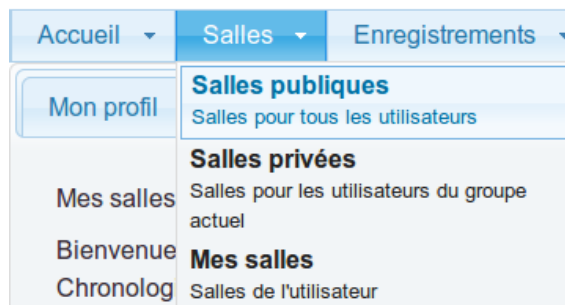 Accueil Salles Enregistrements
Mon profil
Salles publiques
Salles pour tous les utilisateurs
Salles privées
Mes salles
Salles pour les utilisateurs du groupe
actuel
Bienvenue
Mes salles
Chronolog
Salles de l'utilisateur